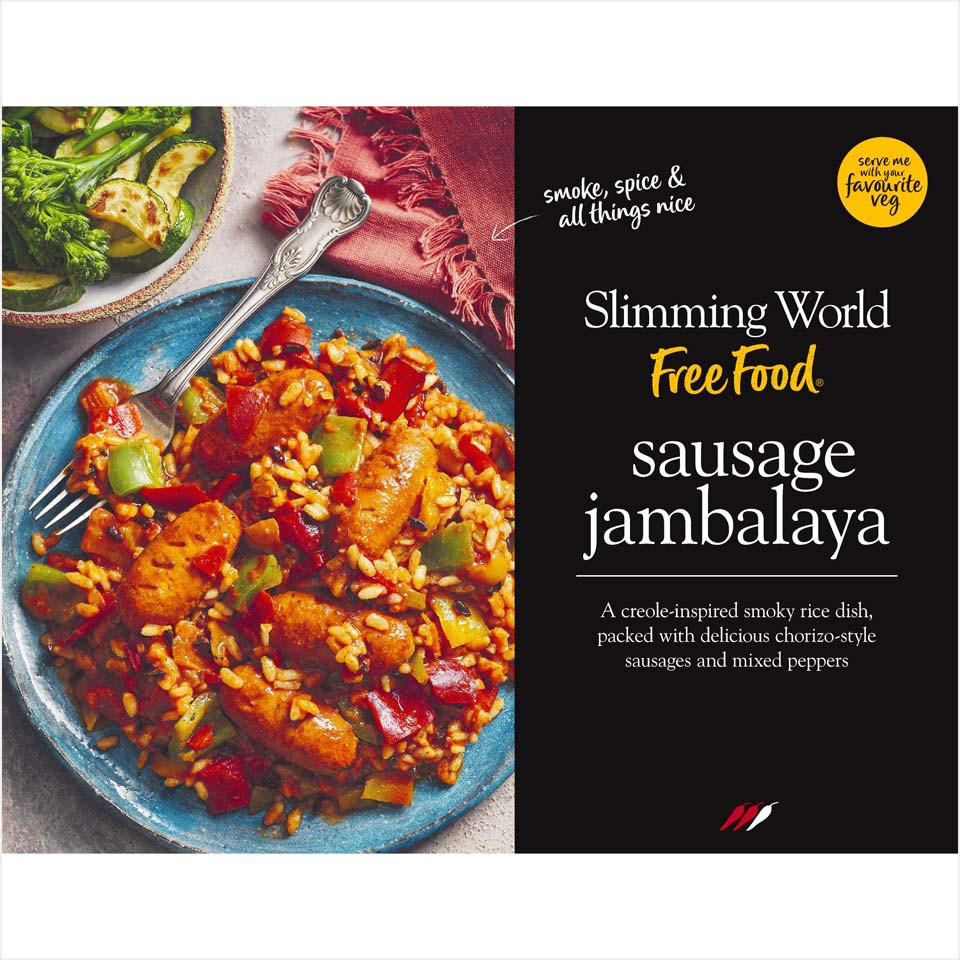 smoke, spice &
all things nice
serve me
with your
favourite
veg
Slimming World
Free Food®
sausage
jambalaya
A creole-inspired smoky rice dish,
packed with delicious chorizo-style
sausages and mixed peppers